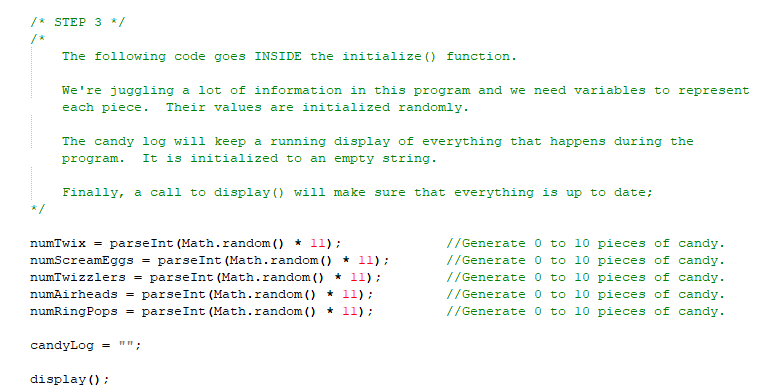 /* STEP 3 */
/*
The following code goes INSIDE the initialize() function.
We're juggling a lot of information in this program and we need variables to represent
each piece.  Their values are initialized randomly.
The candy log will keep a running display of everything that happens during the
program.  It is initialized to an empty string.
Finally, a call to display() will make sure that everything is up to date;
*/
numTwix = parseInt(Math.random() * 11); //Generate 0 to 10 pieces of candy.
numScreamEggs = parseInt(Math.random() * 11); //Generate 0 to 10 pieces of candy.
numTwizzlers = parseInt(Math.random() * 11); //Generate 0 to 10 pieces of candy.
numAirheads = parseInt(Math.random() * 11); //Generate 0 to 10 pieces of candy.
numRingPops = parseInt(Math.random() * 11); //Generate 0 to 10 pieces of candy.
candyLog = "";
display();